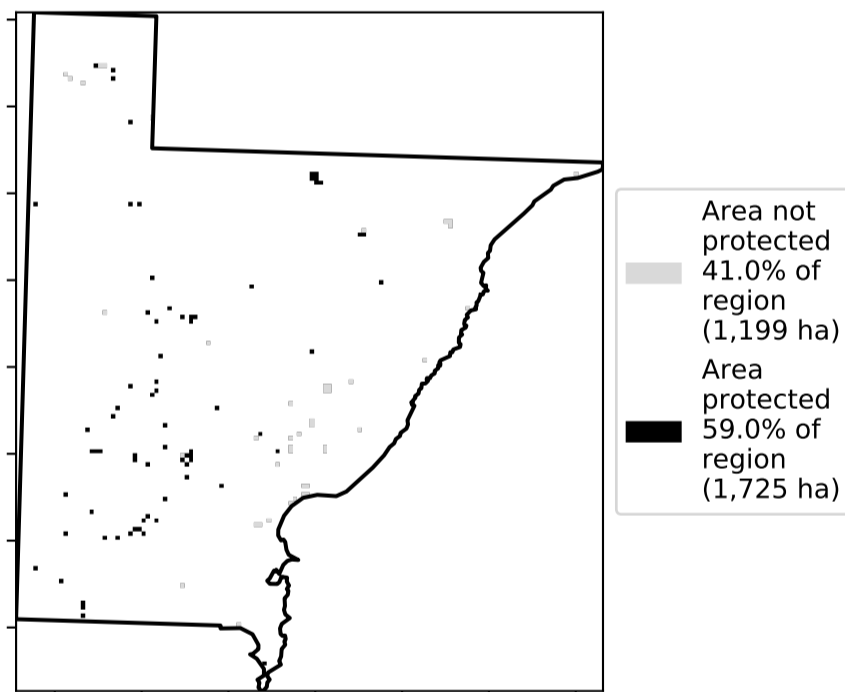 Area not
protected
41.0% of
region
(1,199 ha)
Area
protected
59.0% of
region
(1,725 ha)